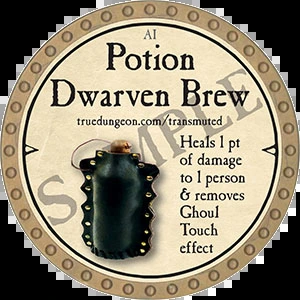 AI
Potion
Dwarven Brew
truedungeon.com/transmuted
Heals 1 pt
of damage
to 1 person
& removes
Ghoul
Touch
effect
SAMPLE